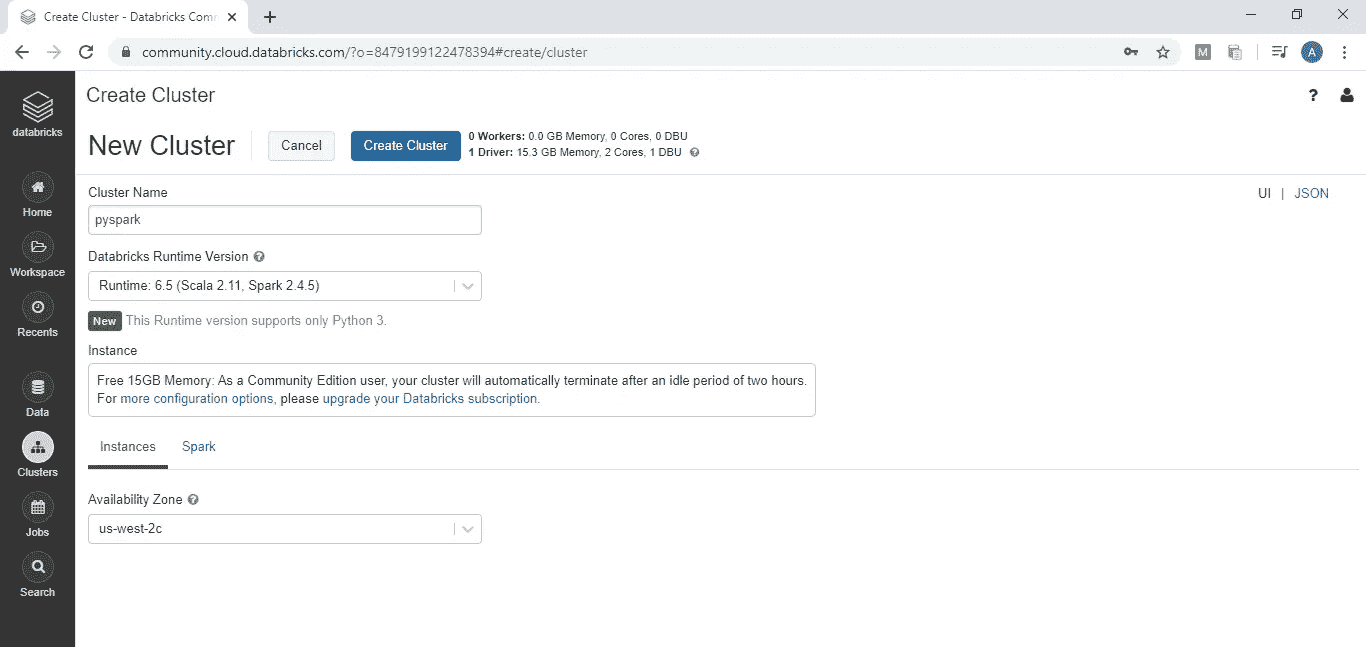 Create Cluster - Databricks Comm
community.cloud.databricks.com/?o=8479199122478394#create/cluster
M
A
databricks
Home
Workspace
Recents
Data
Clusters
Jobs
Search
Create Cluster
?
New Cluster
Cancel
Create Cluster
0 Workers: 0.0 GB Memory, 0 Cores, 0 DBU
1 Driver: 15.3 GB Memory, 2 Cores, 1 DBU ?
UI | JSON
Cluster Name
pyspark
Databricks Runtime Version ?
Runtime: 6.5 (Scala 2.11, Spark 2.4.5)
New This Runtime version supports only Python 3.
Instance
Free 15GB Memory: As a Community Edition user, your cluster will automatically terminate after an idle period of two hours.
For more configuration options, please upgrade your Databricks subscription.
Instances Spark
Availability Zone ?
us-west-2c